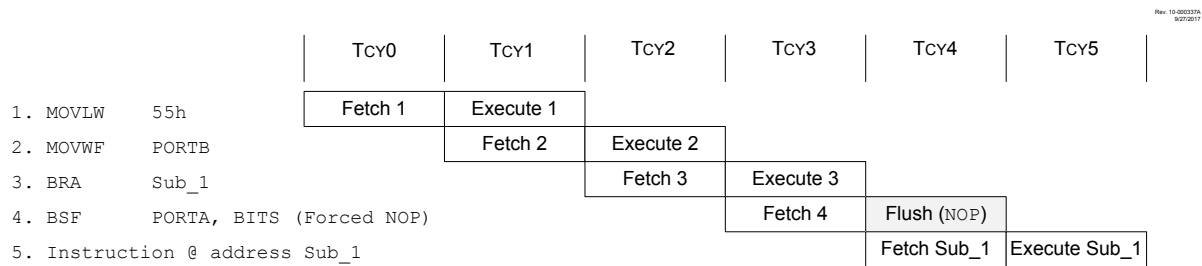 Rev. 10-000337A
9/27/2017
TCY0 TCY1 TCY2 TCY3 TCY4 TCY5
1. MOVLW 55h Fetch 1 Execute 1
2. MOVWF PORTB Fetch 2 Execute 2
3. BRA Sub_1 Fetch 3 Execute 3
4. BSF PORTA, BITS (Forced NOP) Fetch 4 Flush (NOP)
5. Instruction @ address Sub_1 Fetch Sub_1 Execute Sub_1